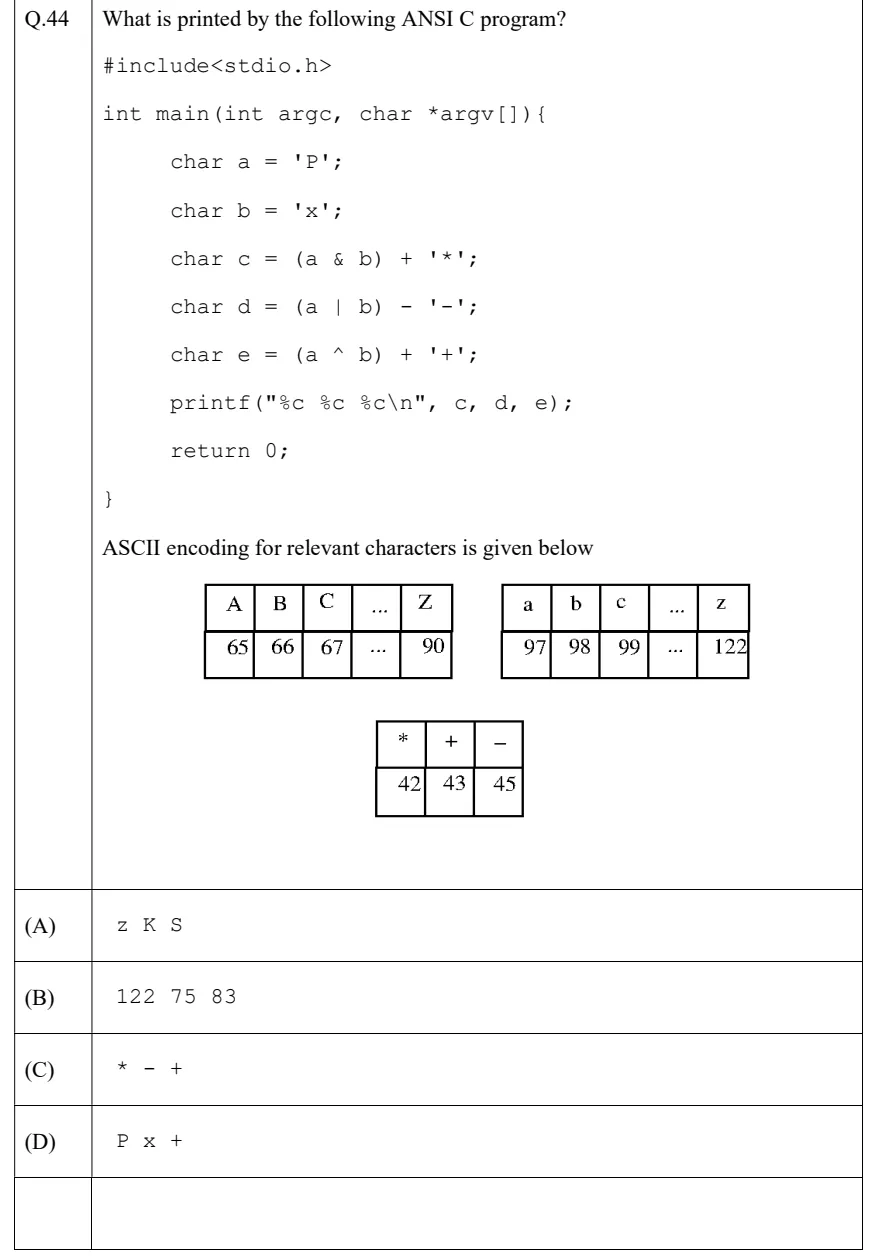 Q.44 What is printed by the following ANSI C program?
#include<stdio.h>
int main(int argc, char *argv[]){
char a = 'P';
char b = 'x';
char c = (a & b) + '*';
char d = (a | b) - '-';
char e = (a ^ b) + '+';
printf("%c %c %c\n", c, d, e);
return 0;
}
ASCII encoding for relevant characters is given below
A B C ... Z a b c ... z
65 66 67 ... 90 97 98 99 ... 122
* + –
42 43 45
(A) z K S
(B) 122 75 83
(C) * - +
(D) P x +